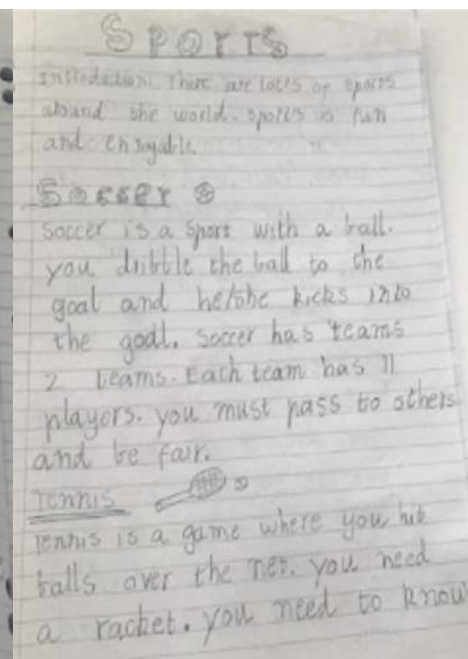 SPORTS
Introduction. There are lots of sports
around the world. sports is fun
and enjoyable.
Soccer
Soccer is a sport with a ball.
you dribble the ball to the
goal and he/she kicks into
the goal. Soccer has teams
2 teams. Each team has 11
players. you must pass to others
and be fair.
Tennis
Tennis is a game where you hit
balls over the net. you need
a racket. you need to know